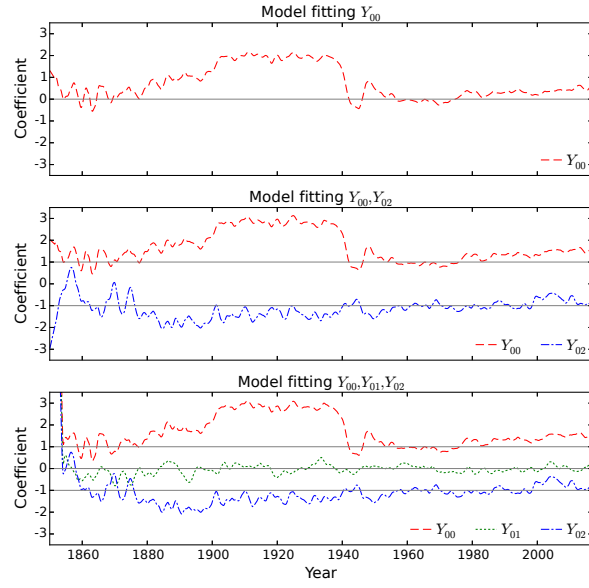 Model fitting Y₀₀
3
2
1
0
-1
-2
-3
Coefficient
Y₀₀
Model fitting Y₀₀,Y₀₂
3
2
1
0
-1
-2
-3
Coefficient
Y₀₀ Y₀₂
Model fitting Y₀₀,Y₀₁,Y₀₂
3
2
1
0
-1
-2
-3
Coefficient
Y₀₀ Y₀₁ Y₀₂
1860 1880 1900 1920 1940 1960 1980 2000
Year